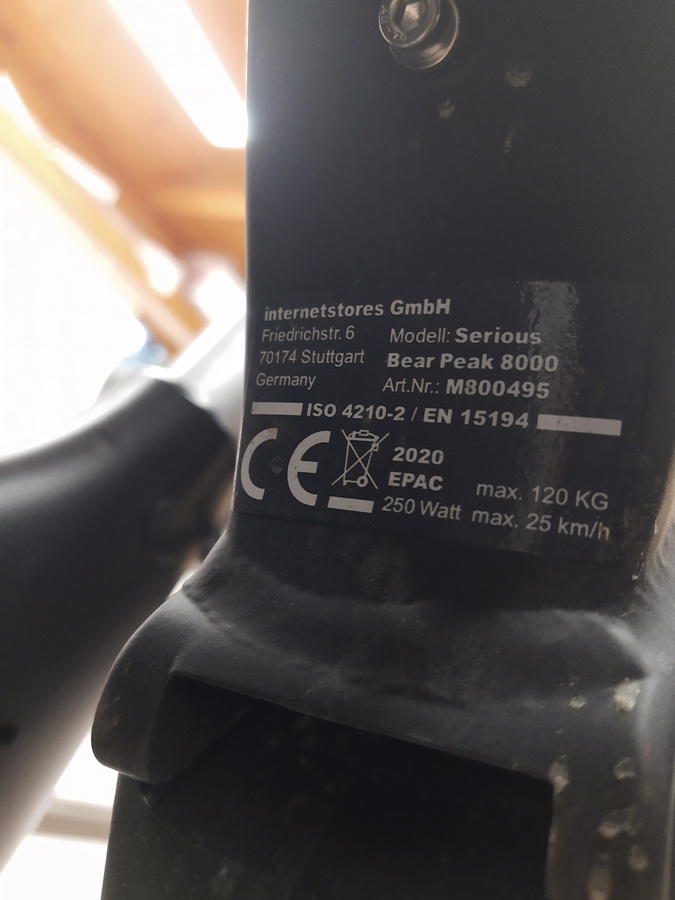 internetstores GmbH
Friedrichstr. 6
70174 Stuttgart
Germany
Modell: Serious
Bear Peak 8000
Art.Nr.: M800495
ISO 4210-2 / EN 15194
CE
2020
EPAC
250 Watt
max. 120 KG
max. 25 km/h